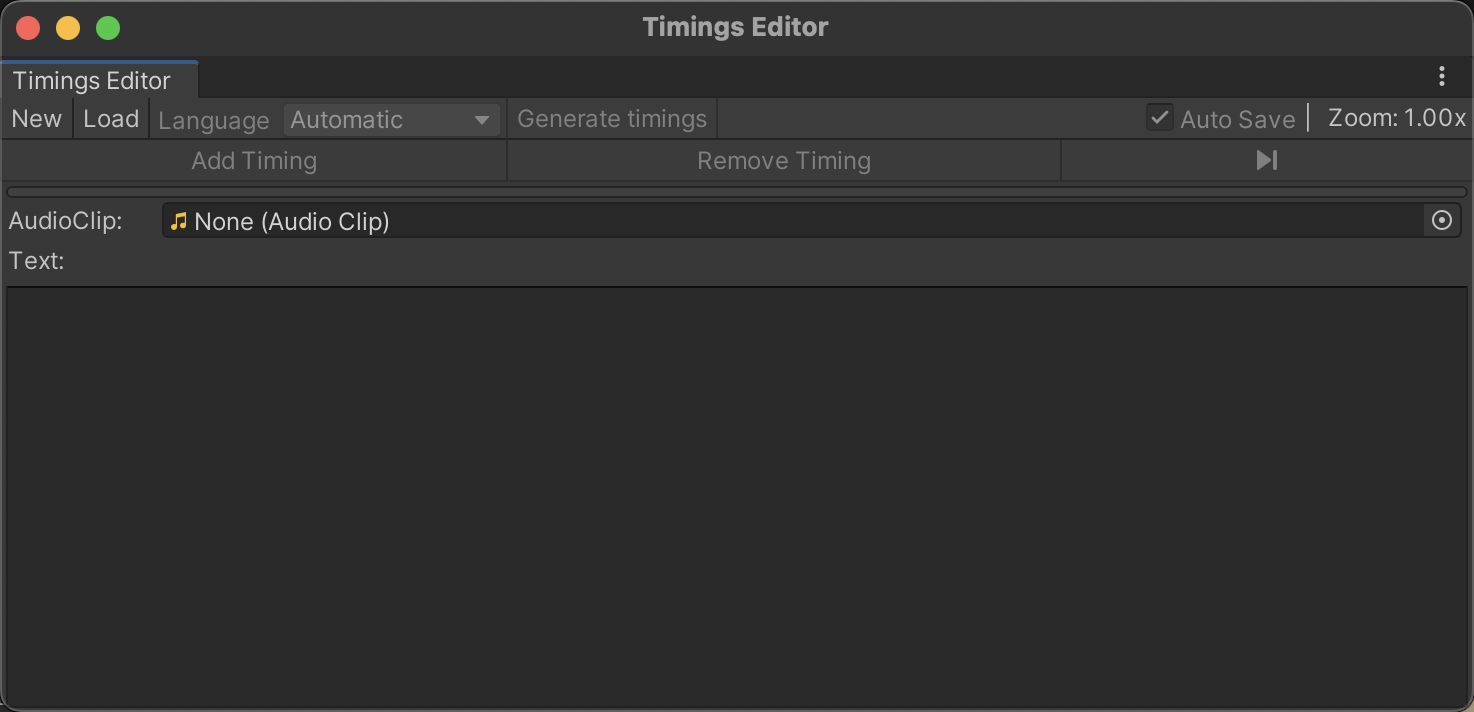 Timings Editor
Timings Editor
New Load Language Automatic Generate timings Auto Save Zoom: 1.00x
Add Timing Remove Timing
AudioClip: None (Audio Clip)
Text: